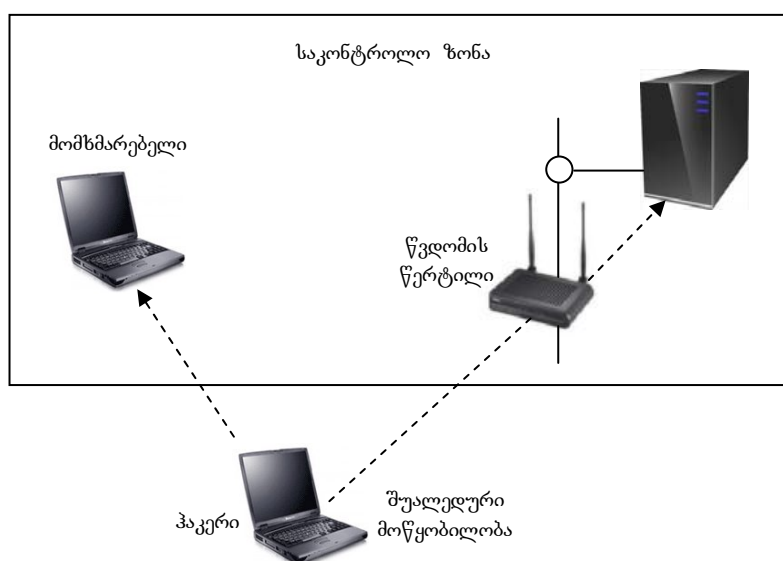 საკონტროლო ზონა
მომხმარებელი
წვდომის
წერტილი
ჰაკერი
შუალედური
მოწყობილობა